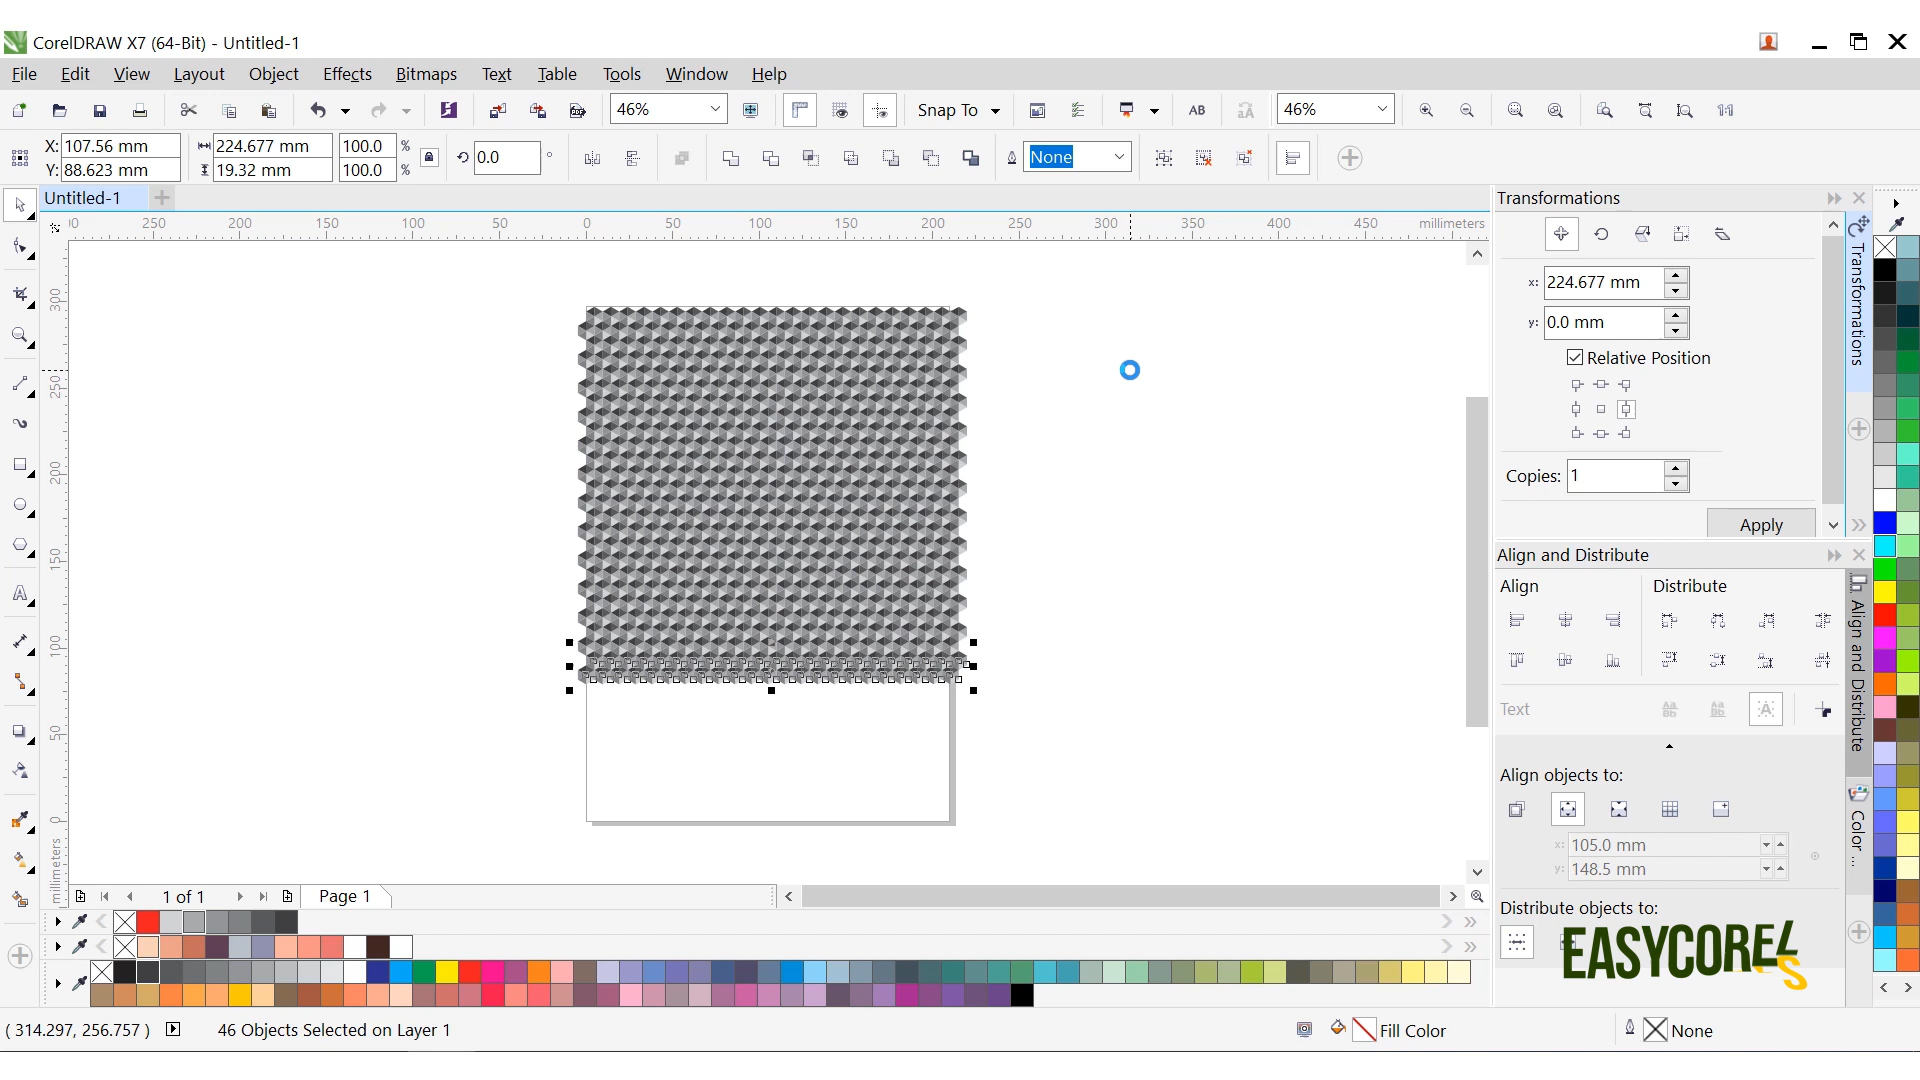 CorelDRAW X7 (64-Bit) - Untitled-1
File Edit View Layout Object Effects Bitmaps Text Table Tools Window Help
46% Snap To 46%
X: 107.56 mm 224.677 mm 100.0 % 0.0 ° None
Y: 88.623 mm 19.32 mm 100.0 %
Untitled-1
250 200 150 100 50 0 50 100 150 200 250 300 350 400 450 millimeters
300
250
200
150
100
50
0
millimeters
Transformations
x: 224.677 mm
y: 0.0 mm
Relative Position
Copies: 1
Apply
Transformations
Align and Distribute
Align Distribute
Text
Align objects to:
x: 105.0 mm
y: 148.5 mm
Distribute objects to:
Align and Distribute
Color ...
EASYCORELS
1 of 1 Page 1
( 314.297, 256.757 ) 46 Objects Selected on Layer 1 Fill Color None